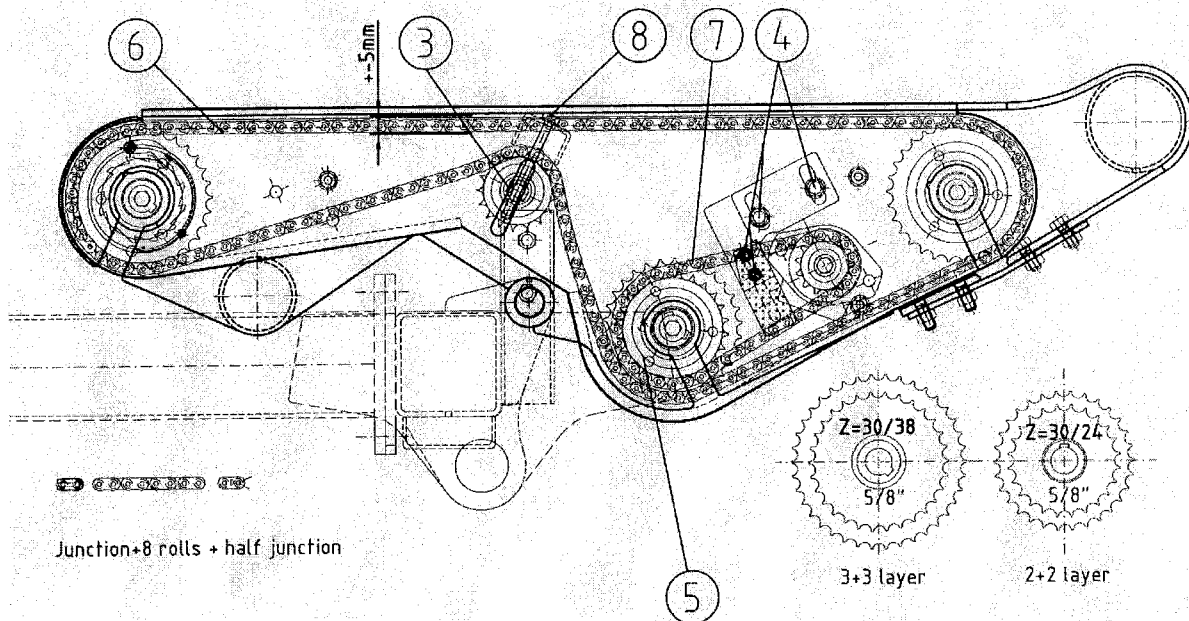 6
+-5mm
3
8
7
4
Z=30/38
5/8"
3+3 layer
Z=30/24
5/8"
2+2 layer
Junction+8 rolls + half junction
5